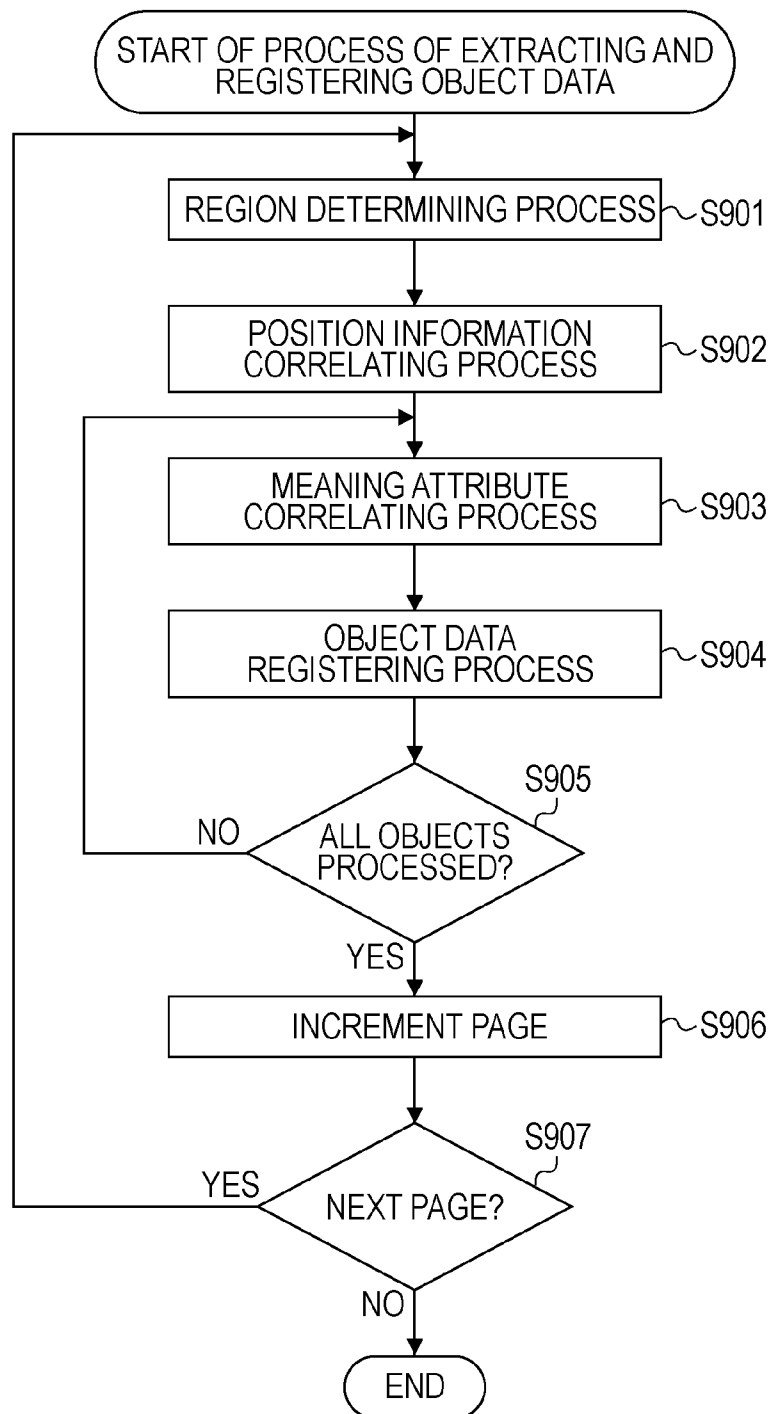 START OF PROCESS OF EXTRACTING AND
REGISTERING OBJECT DATA
REGION DETERMINING PROCESS
S901
POSITION INFORMATION
CORRELATING PROCESS
S902
MEANING ATTRIBUTE
CORRELATING PROCESS
S903
OBJECT DATA
REGISTERING PROCESS
S904
S905
NO
ALL OBJECTS
PROCESSED?
YES
INCREMENT PAGE
S906
S907
YES
NEXT PAGE?
NO
END